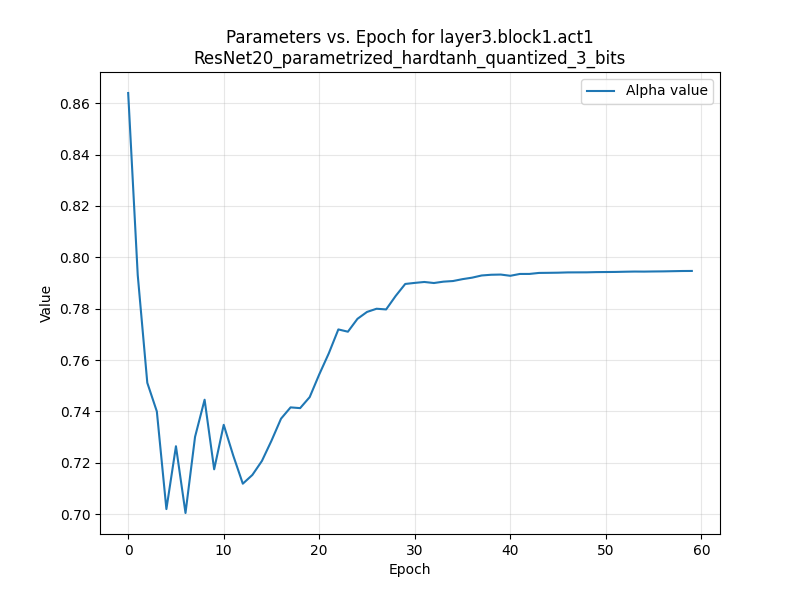 Parameters vs. Epoch for layer3.block1.act1
ResNet20_parametrized_hardtanh_quantized_3_bits
Alpha value
0.86
0.84
0.82
0.80
0.78
0.76
0.74
0.72
0.70
Value
0 10 20 30 40 50 60
Epoch